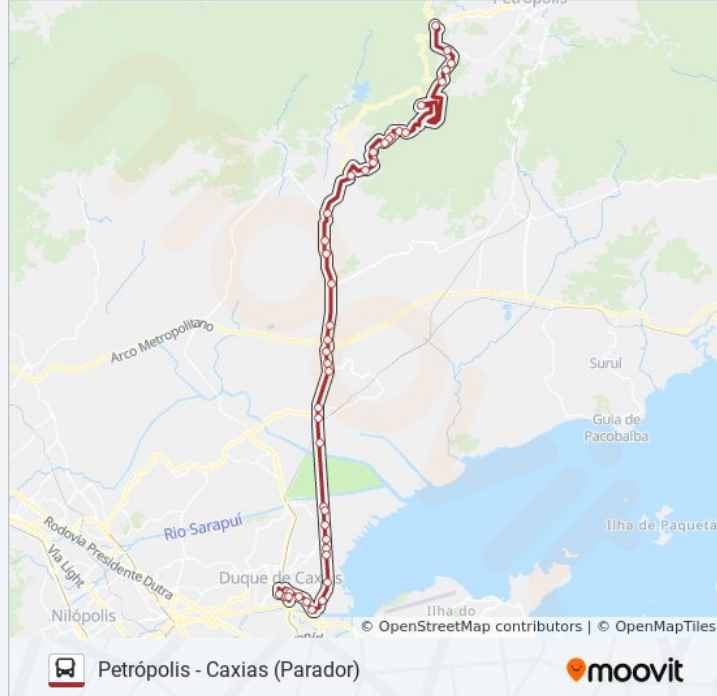 Petrópolis
Arco Metropolitano
Suruí
Guia de
Pacobaíba
Rio Sarapuí
Ilha de Paqueta
Rodovia Presidente Dutra
Via Light
Duque de Caxias
Nilópolis
Ilha do
© OpenStreetMap contributors | © OpenMapTiles
Petrópolis - Caxias (Parador)
moovit